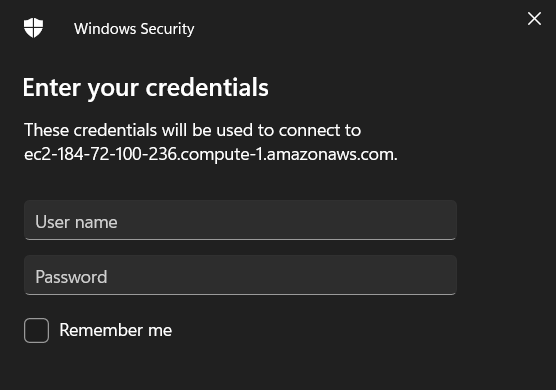 Windows Security
Enter your credentials
These credentials will be used to connect to
ec2-184-72-100-236.compute-1.amazonaws.com.
User name
Password
Remember me